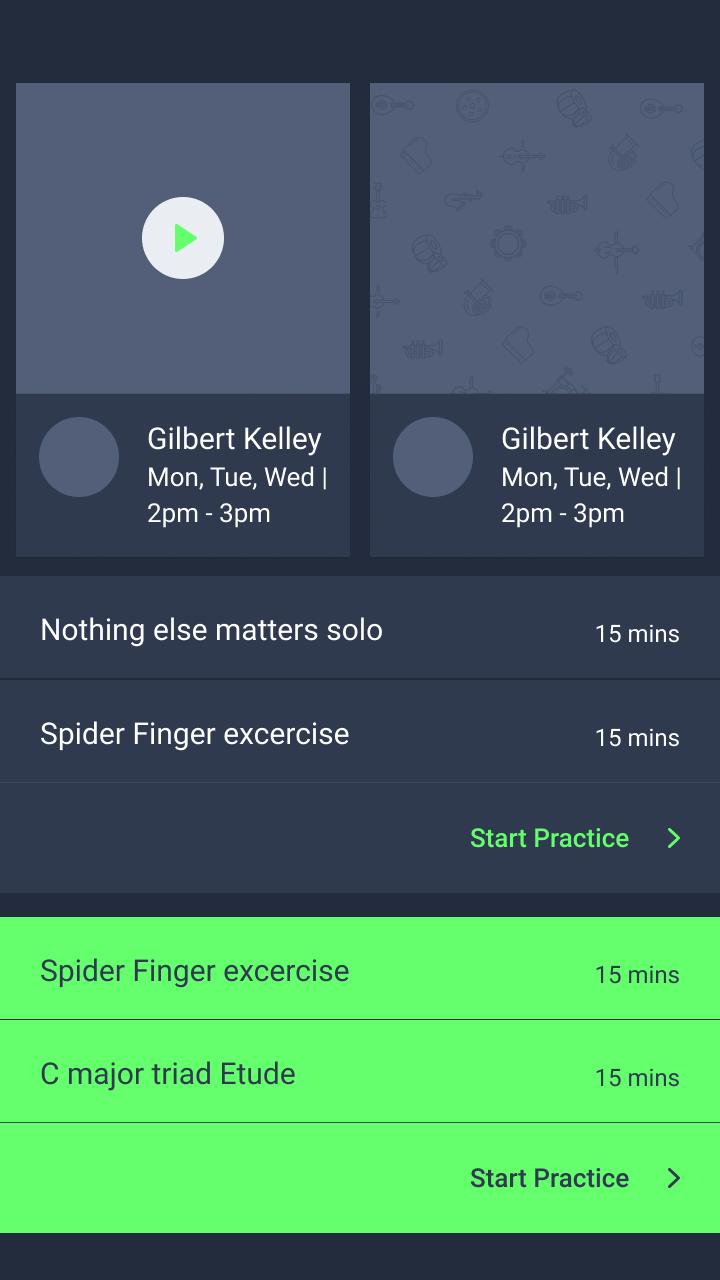 Gilbert Kelley
Mon, Tue, Wed |
2pm - 3pm
Gilbert Kelley
Mon, Tue, Wed |
2pm - 3pm
Nothing else matters solo 15 mins
Spider Finger excercise 15 mins
Start Practice
Spider Finger excercise 15 mins
C major triad Etude 15 mins
Start Practice